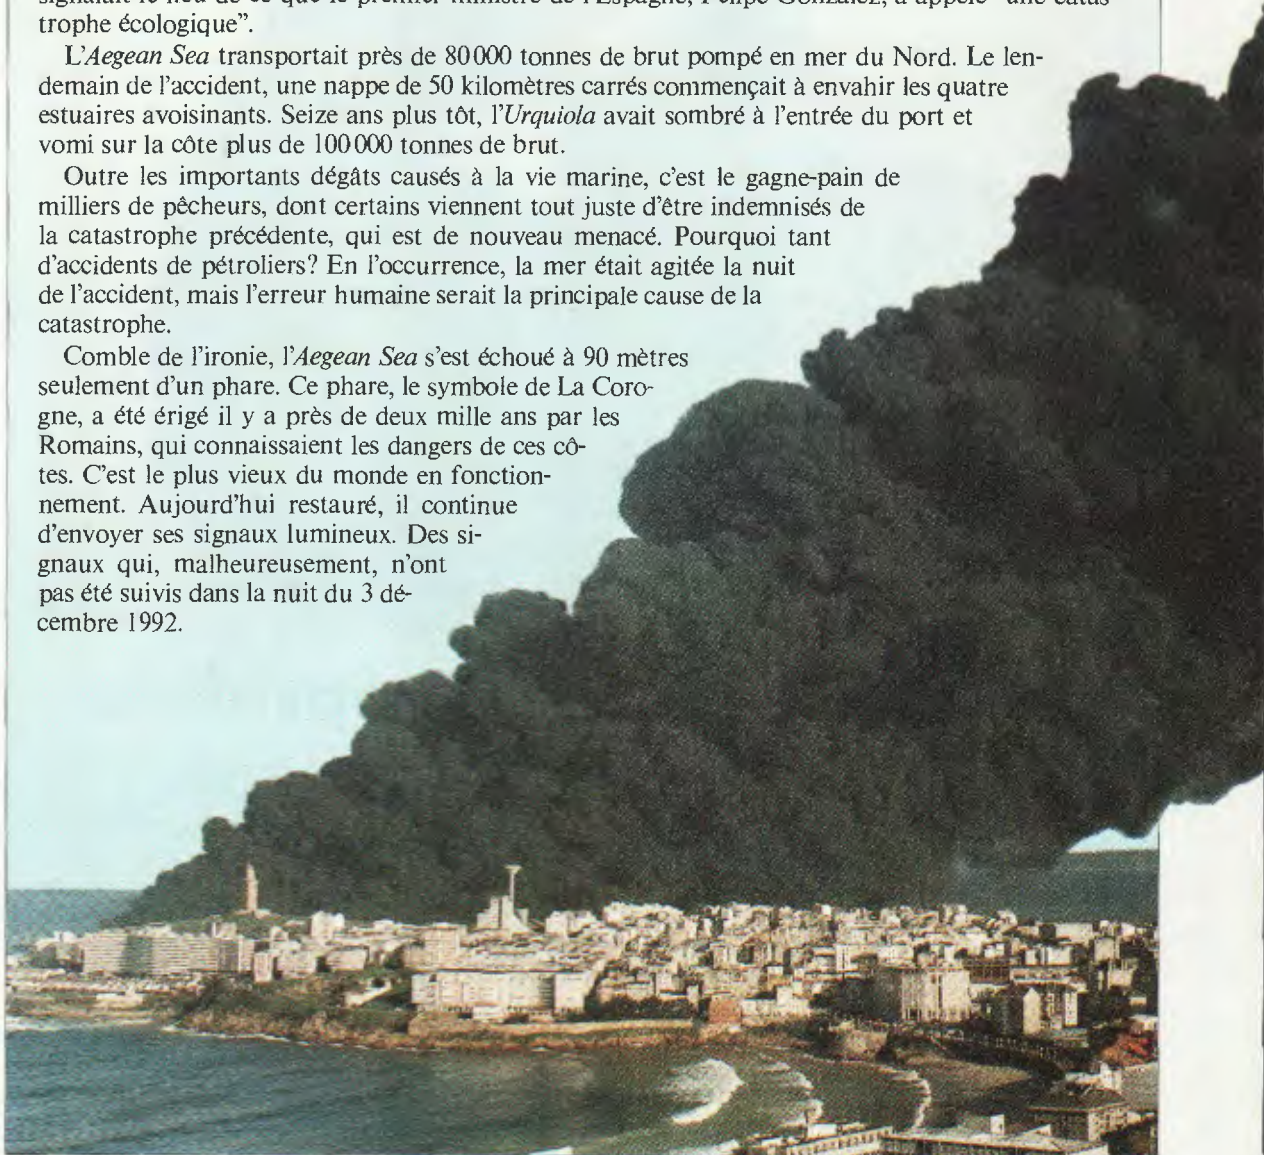 trophe écologique”.
L'Aegean Sea transportait près de 80 000 tonnes de brut pompé en mer du Nord. Le len-
demain de l'accident, une nappe de 50 kilomètres carrés commençait à envahir les quatre
estuaires avoisinants. Seize ans plus tôt, l'Urquiola avait sombré à l'entrée du port et
vomi sur la côte plus de 100 000 tonnes de brut.
Outre les importants dégâts causés à la vie marine, c'est le gagne-pain de
milliers de pêcheurs, dont certains viennent tout juste d'être indemnisés de
la catastrophe précédente, qui est de nouveau menacé. Pourquoi tant
d'accidents de pétroliers? En l'occurrence, la mer était agitée la nuit
de l'accident, mais l'erreur humaine serait la principale cause de la
catastrophe.
Comble de l'ironie, l'Aegean Sea s'est échoué à 90 mètres
seulement d'un phare. Ce phare, le symbole de La Coro-
gne, a été érigé il y a près de deux mille ans par les
Romains, qui connaissaient les dangers de ces cô-
tes. C'est le plus vieux du monde en fonction-
nement. Aujourd'hui restauré, il continue
d'envoyer ses signaux lumineux. Des si-
gnaux qui, malheureusement, n'ont
pas été suivis dans la nuit du 3 dé-
cembre 1992.